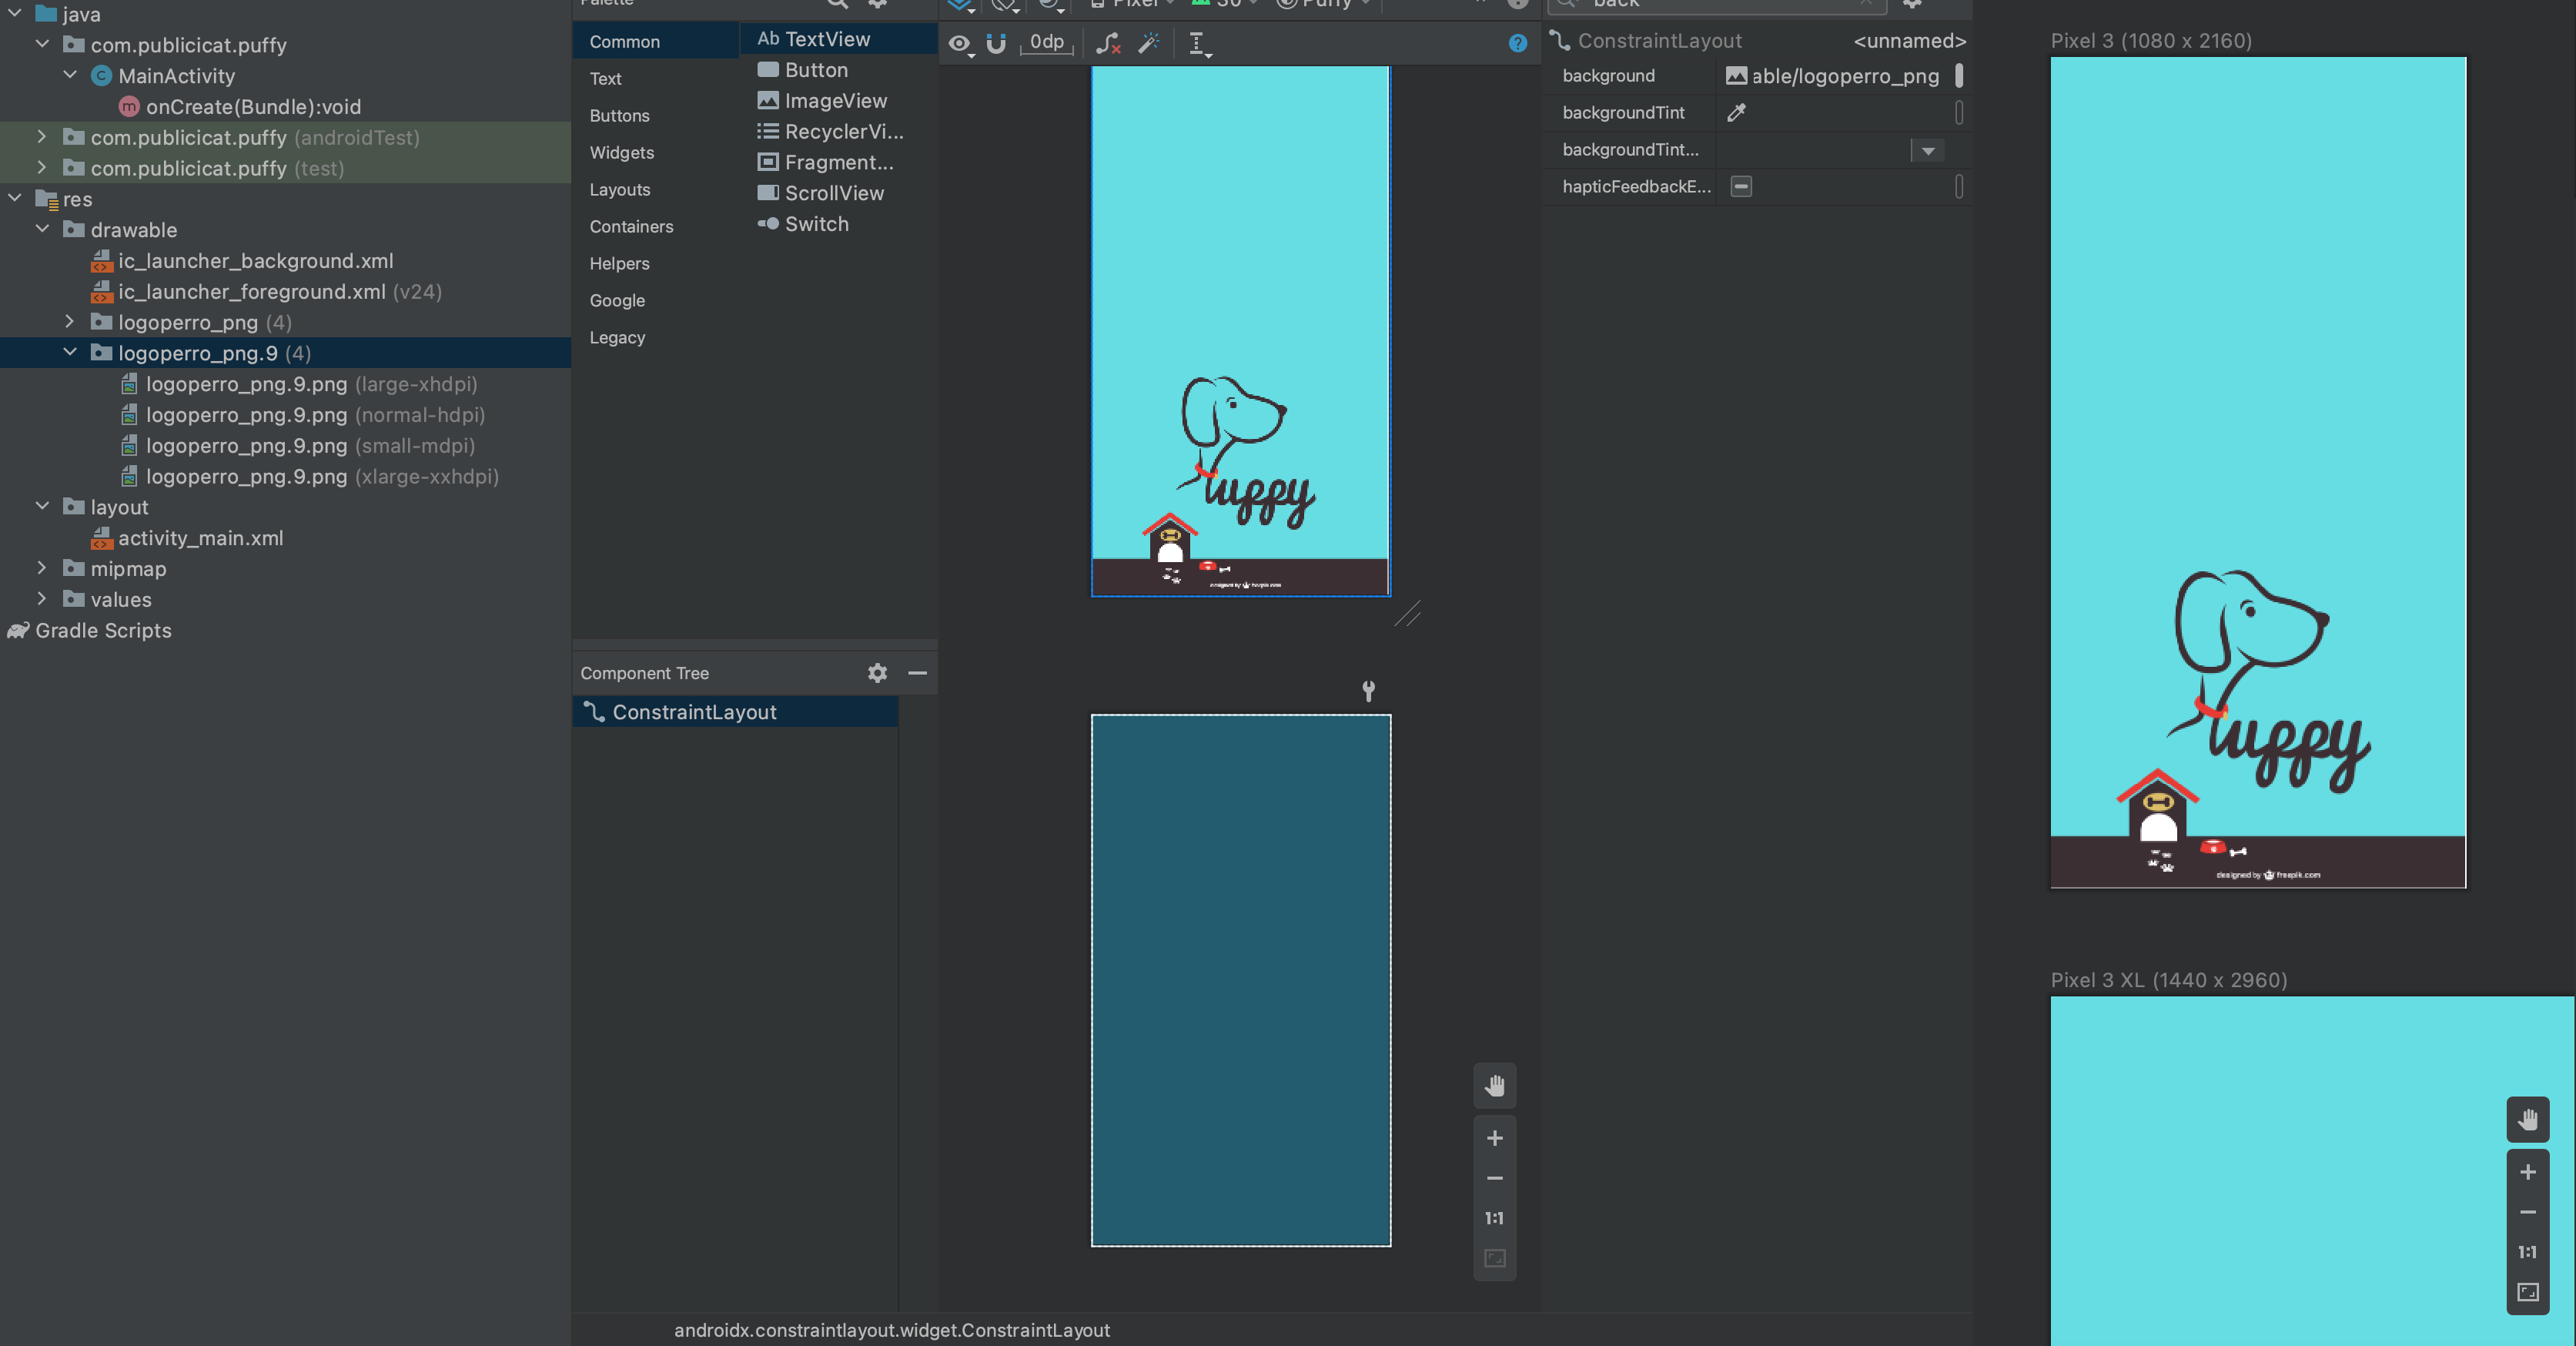 java
com.publicicat.puffy
MainActivity
onCreate(Bundle):void
com.publicicat.puffy (androidTest)
com.publicicat.puffy (test)
res
drawable
ic_launcher_background.xml
ic_launcher_foreground.xml (v24)
logoperro_png (4)
logoperro_png.9 (4)
logoperro_png.9.png (large-xhdpi)
logoperro_png.9.png (normal-hdpi)
logoperro_png.9.png (small-mdpi)
logoperro_png.9.png (xlarge-xxhdpi)
layout
activity_main.xml
mipmap
values
Gradle Scripts
Palette
Common
Text
Buttons
Widgets
Layouts
Containers
Helpers
Google
Legacy
Ab TextView
Button
ImageView
RecyclerVi...
Fragment...
ScrollView
Switch
Component Tree
ConstraintLayout
Pixel
30
Puffy
0dp
?
uppy
designed by freepik.com
1:1
back
ConstraintLayout
<unnamed>
background
able/logoperro_png
backgroundTint
backgroundTint...
hapticFeedbackE...
Pixel 3 (1080 x 2160)
uppy
designed by freepik.com
Pixel 3 XL (1440 x 2960)
1:1
androidx.constraintlayout.widget.ConstraintLayout